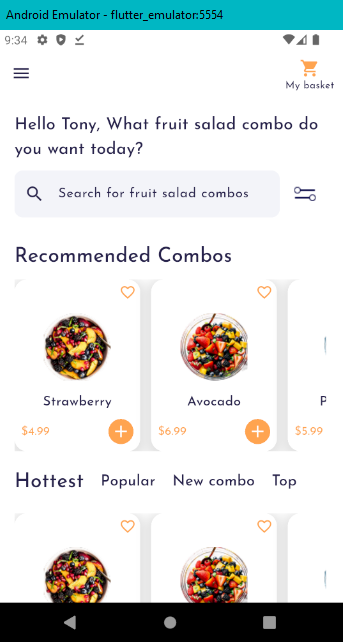 Android Emulator - flutter_emulator:5554
9:34
My basket
Hello Tony, What fruit salad combo do
you want today?
Search for fruit salad combos
Recommended Combos
Strawberry
Avocado
P
$4.99
$6.99
$5.99
Hottest Popular New combo Top